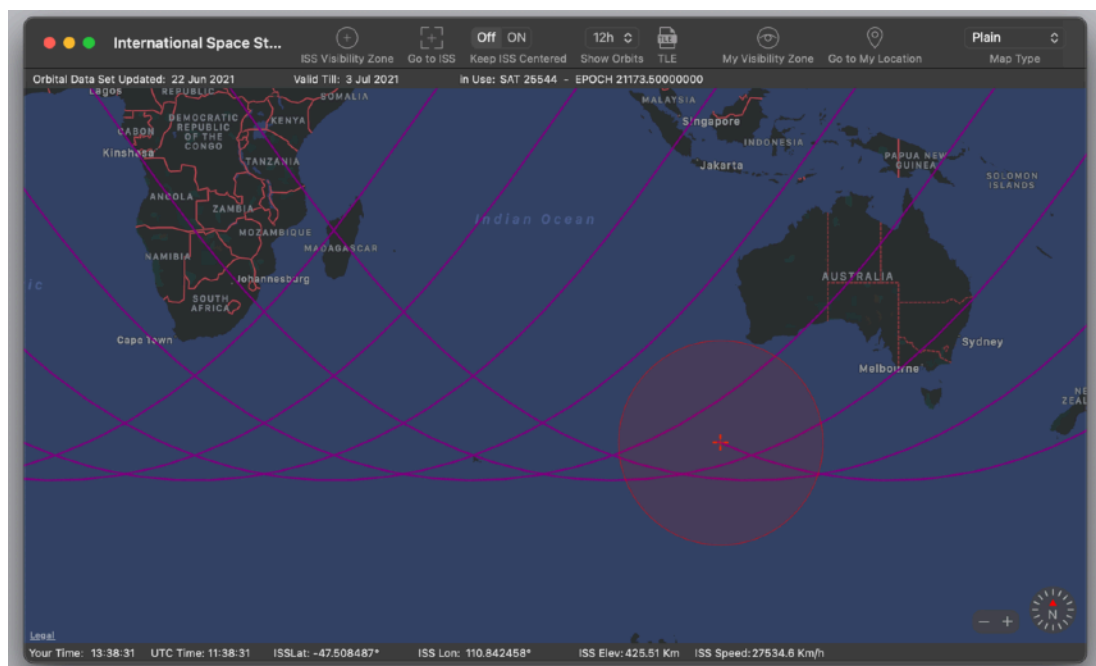 International Space St...
Off ON 12h TLE Plain
ISS Visibility Zone Go to ISS Keep ISS Centered Show Orbits TLE My Visibility Zone Go to My Location Map Type
Orbital Data Set Updated: 22 Jun 2021 Valid Till: 3 Jul 2021 In Use: SAT 25544 - EPOCH 21173.50000000
Lagos REPUBLIC SOMALIA MALAYSIA
Singapore
DEMOCRATIC
REPUBLIC
OF THE
CONGO
GABON KENYA
INDONESIA
Kinshasa
TANZANIA Jakarta PAPUA NEW
GUINEA
SOLOMON
ISLANDS
ANGOLA
ZAMBIA
Indian Ocean
MOZAMBIQUE
MADAGASCAR
NAMIBIA
Johannesburg
AUSTRALIA
ic
SOUTH
AFRICA
Cape Town Sydney
Melbourne
NE
ZEAL
N
Legal
Your Time: 13:38:31 UTC Time: 11:38:31 ISSLat: -47.508487° ISS Lon: 110.842458° ISS Elev: 425.51 Km ISS Speed: 27534.6 Km/h